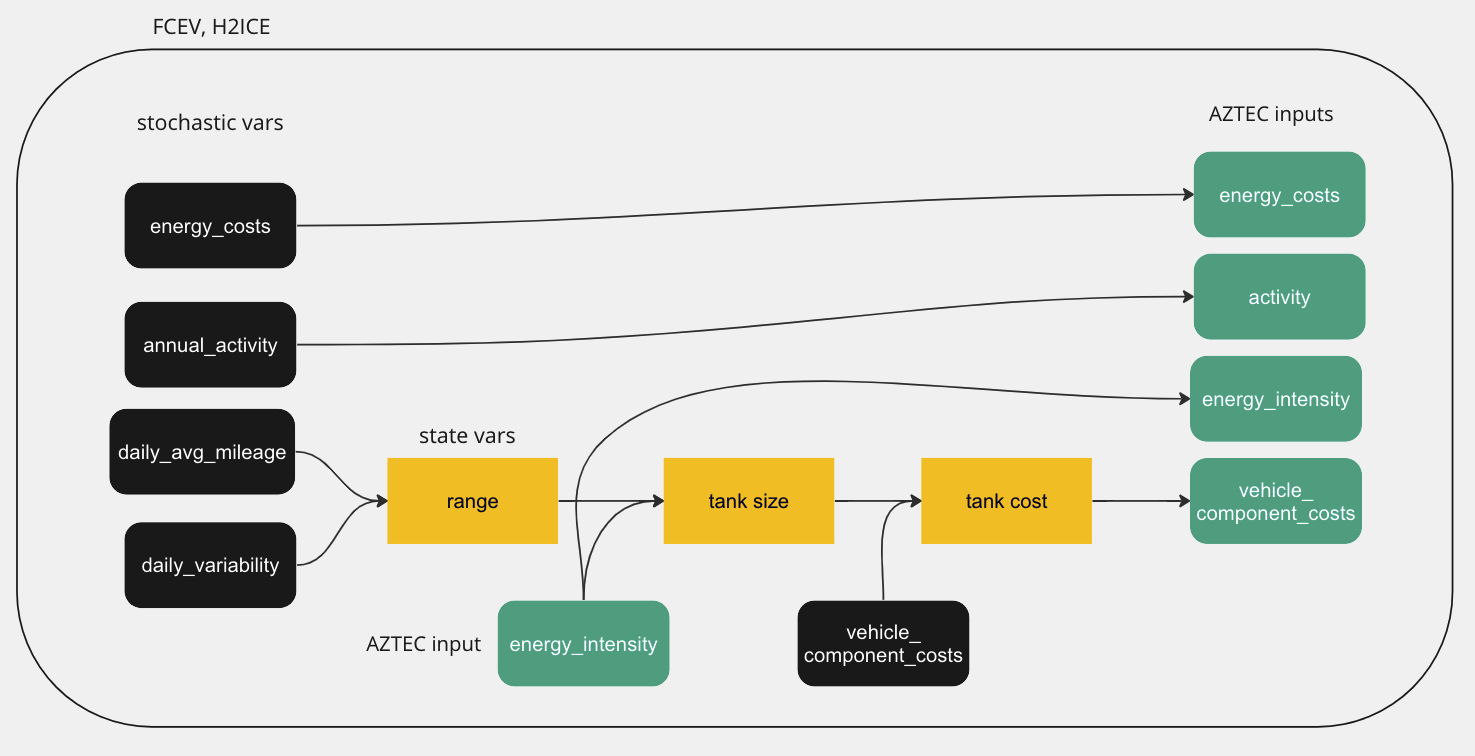 FCEV, H2ICE
stochastic vars
AZTEC inputs
energy_costs
energy_costs
annual_activity
activity
energy_intensity
daily_avg_mileage
state vars
range
tank size
tank cost
vehicle_
component_costs
daily_variability
AZTEC input
energy_intensity
vehicle_
component_costs